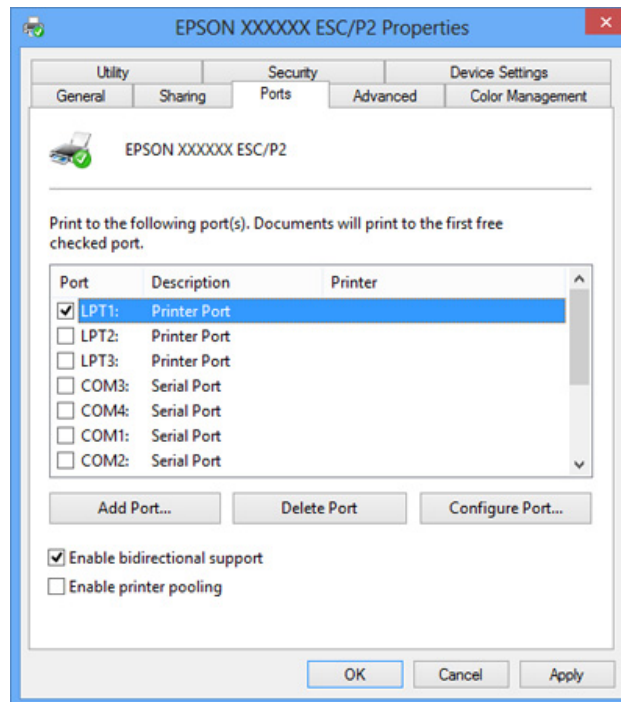 EPSON XXXXXX ESC/P2 Properties
Utility Security Device Settings
General Sharing Ports Advanced Color Management
EPSON XXXXXX ESC/P2
Print to the following port(s). Documents will print to the first free
checked port.
Port Description Printer
LPT1: Printer Port
LPT2: Printer Port
LPT3: Printer Port
COM3: Serial Port
COM4: Serial Port
COM1: Serial Port
COM2: Serial Port
Add Port... Delete Port Configure Port...
Enable bidirectional support
Enable printer pooling
OK Cancel Apply